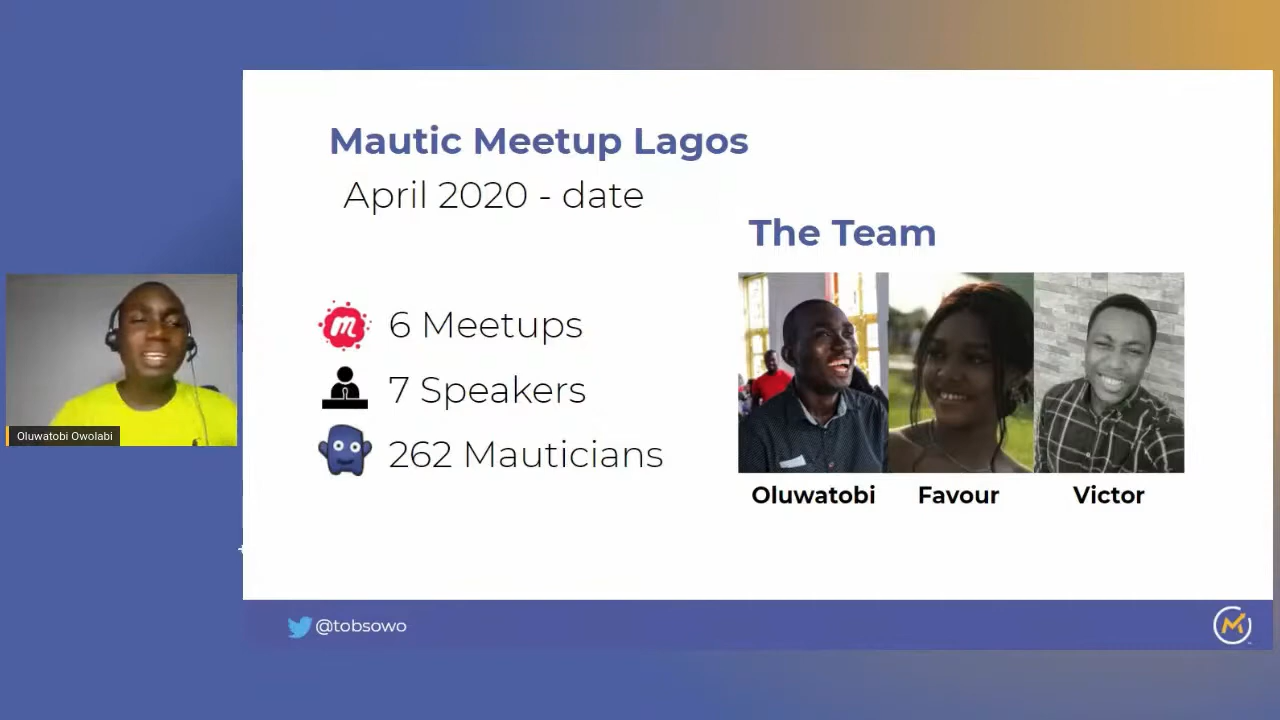 Mautic Meetup Lagos
April 2020 - date
The Team
6 Meetups
7 Speakers
262 Mauticians
Oluwatobi Favour Victor
Oluwatobi Owolabi
@tobsowo